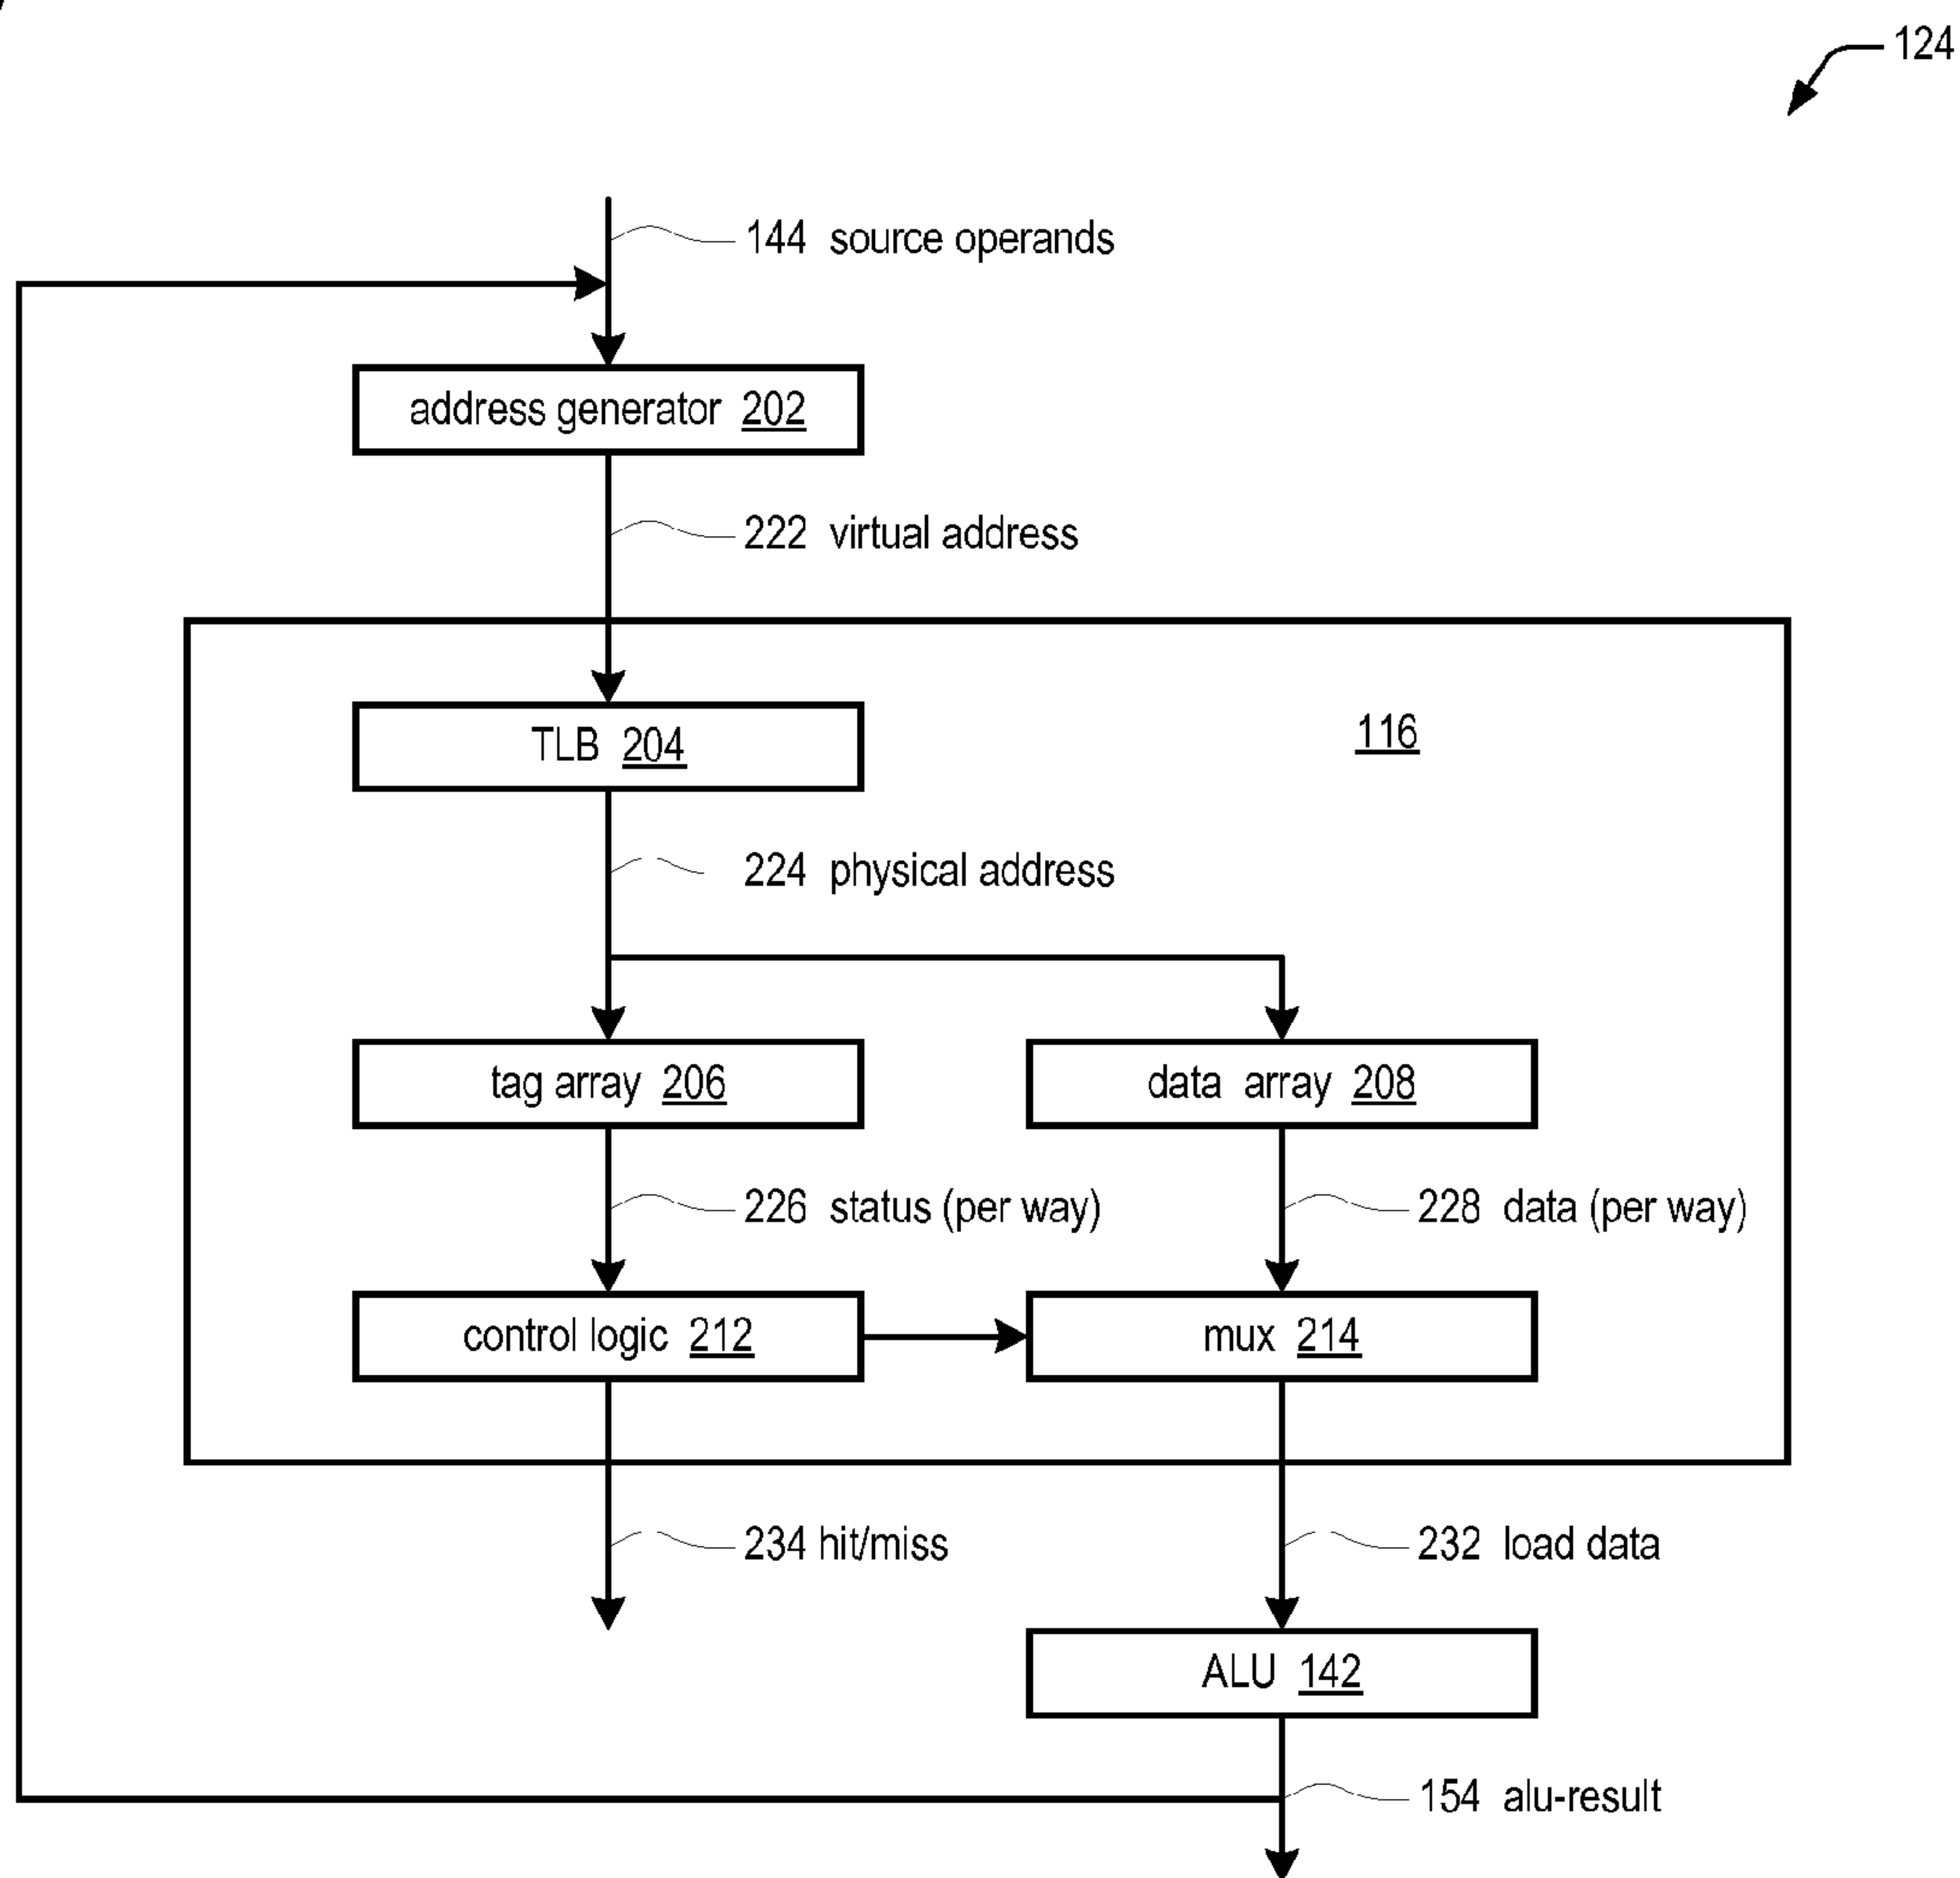 124
144 source operands
address generator 202
222 virtual address
TLB 204
116
224 physical address
tag array 206
data array 208
226 status (per way)
228 data (per way)
control logic 212
mux 214
234 hit/miss
232 load data
ALU 142
154 alu-result